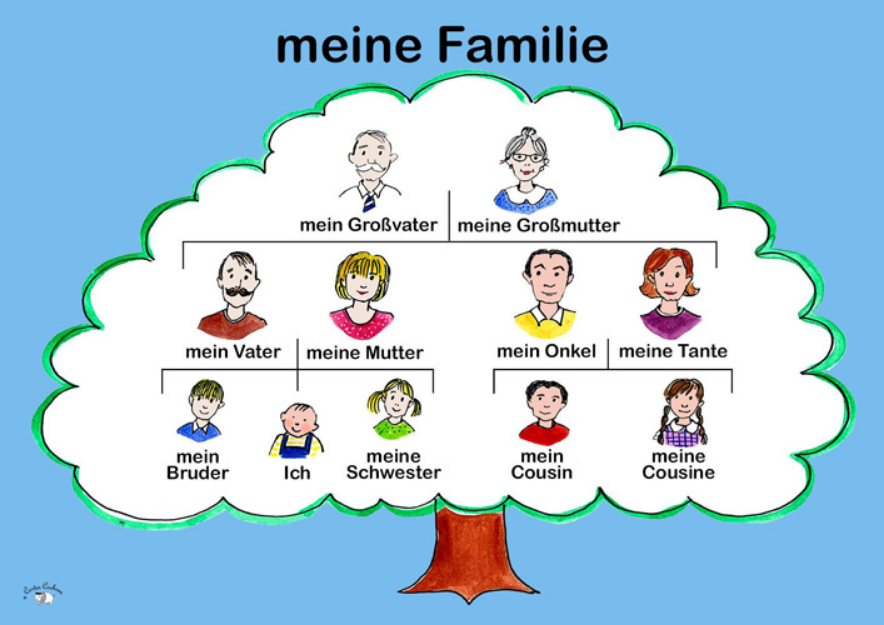 meine Familie
mein Großvater
meine Großmutter
mein Vater
meine Mutter
mein Onkel
meine Tante
mein
Bruder
Ich
meine
Schwester
mein
Cousin
meine
Cousine